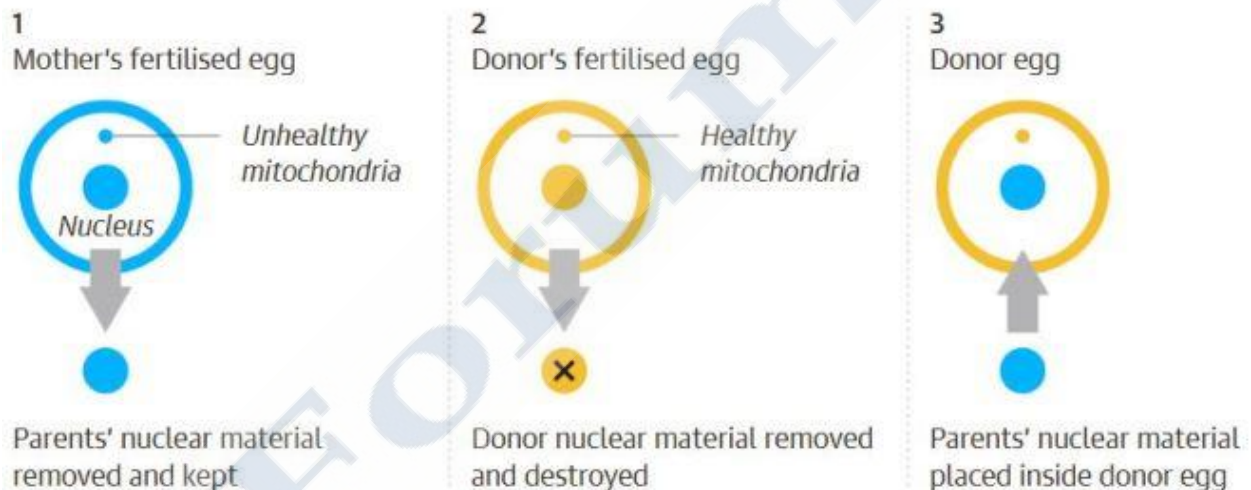 1
Mother's fertilised egg
Unhealthy
mitochondria
Nucleus
Parents' nuclear material
removed and kept
2
Donor's fertilised egg
Healthy
mitochondria
Donor nuclear material removed
and destroyed
3
Donor egg
Parents' nuclear material
placed inside donor egg